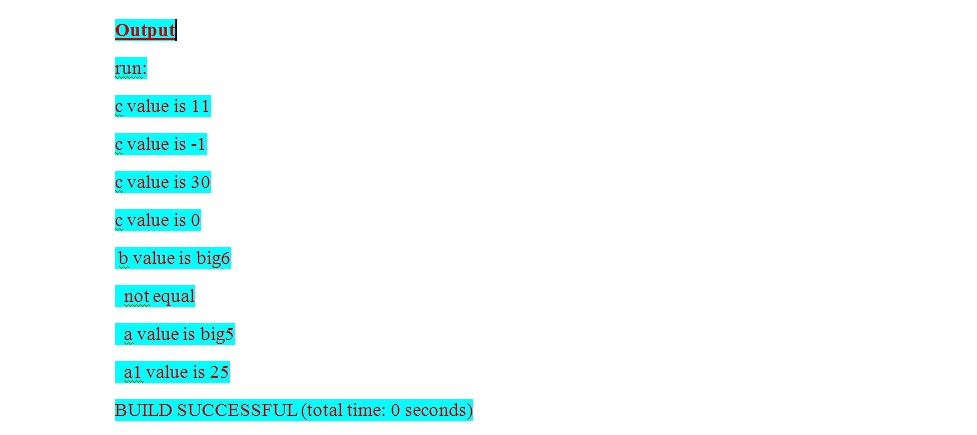 Output
run:
c value is 11
c value is -1
c value is 30
c value is 0
b value is big6
not equal
a value is big5
a1 value is 25
BUILD SUCCESSFUL (total time: 0 seconds)